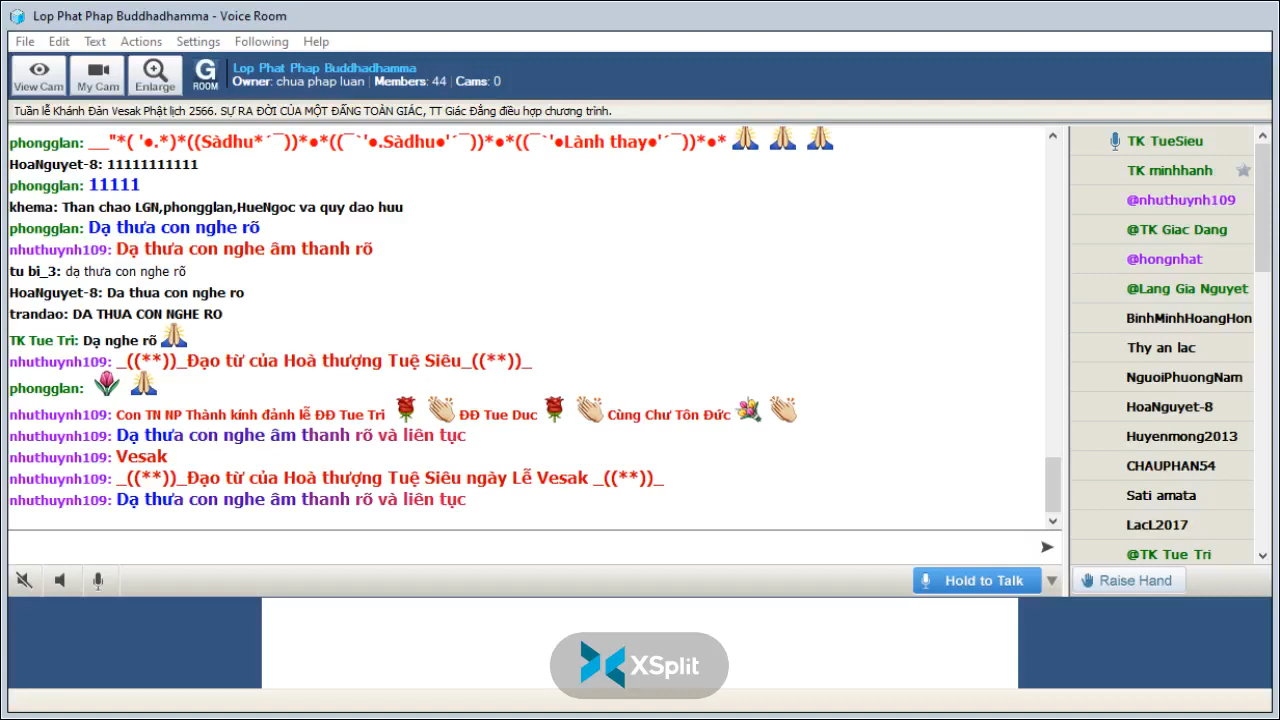 Lop Phat Phap Buddhadhamma - Voice Room
File Edit Text Actions Settings Following Help
View Cam My Cam Enlarge G ROOM
Lop Phat Phap Buddhadhamma
Owner: chua phap luan | Members: 44 | Cams: 0
Tuần lễ Khánh Đản Vesak Phật lịch 2566. SỰ RA ĐỜI CỦA MỘT ĐẤNG TOÀN GIÁC, TT Giác Đẳng điều hợp chương trình.
phongglan: __"*( '●.*)*((Sàdhu*´¯))*●*((¯`'●.Sàdhu●'´¯))*●*((¯`'●Lành thay●'´¯))*●*
HoaNguyet-8: 11111111111
phongglan: 11111
khema: Than chao LGN,phongglan,HueNgoc va quy dao huu
phongglan: Dạ thưa con nghe rõ
nhuthuynh109: Dạ thưa con nghe âm thanh rõ
tu bi_3: dạ thưa con nghe rõ
HoaNguyet-8: Da thua con nghe ro
trandao: DA THUA CON NGHE RO
TK Tue Tri: Dạ nghe rõ
nhuthuynh109: _((**))_Đạo từ của Hoà thượng Tuệ Siêu_((**))_
phongglan:
nhuthuynh109: Con TN NP Thành kính đảnh lễ ĐĐ Tue Tri ĐĐ Tue Duc Cùng Chư Tôn Đức
nhuthuynh109: Dạ thưa con nghe âm thanh rõ và liên tục
nhuthuynh109: Vesak
nhuthuynh109: _((**))_Đạo từ của Hoà thượng Tuệ Siêu ngày Lễ Vesak _((**))_
nhuthuynh109: Dạ thưa con nghe âm thanh rõ và liên tục
TK TueSieu
TK minhhanh
@nhuthuynh109
@TK Giac Dang
@hongnhat
@Lang Gia Nguyet
BinhMinhHoangHon
Thy an lac
NguoiPhuongNam
HoaNguyet-8
Huyenmong2013
CHAUPHAN54
Sati amata
LacL2017
@TK Tue Tri
Hold to Talk
Raise Hand
XSplit